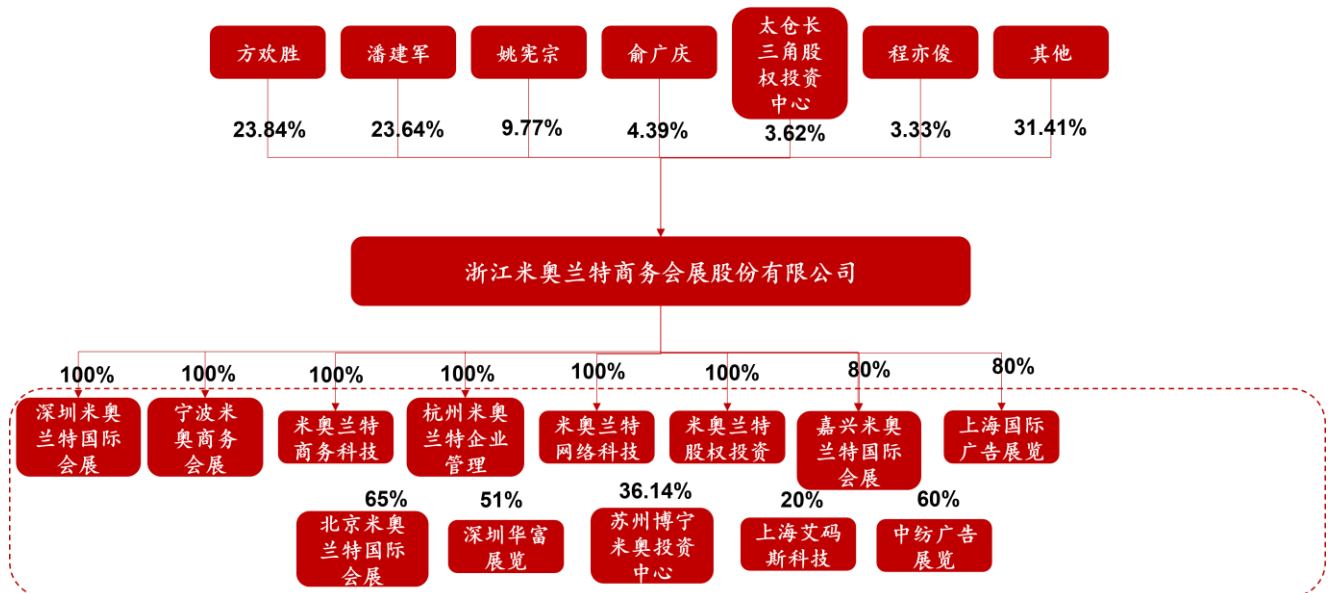 方欢胜
潘建军
姚宪宗
俞广庆
太仓长
三角股
权投资
中心
程亦俊
其他
23.84%
23.64%
9.77%
4.39%
3.62%
3.33%
31.41%
浙江米奥兰特商务会展股份有限公司
100%
100%
100%
100%
100%
100%
80%
80%
深圳米奥
兰特国际
会展
宁波米
奥商务
会展
米奥兰特
商务科技
杭州米奥
兰特企业
管理
米奥兰特
网络科技
米奥兰特
股权投资
嘉兴米奥
兰特国际
会展
上海国际
广告展览
65%
51%
36.14%
20%
60%
北京米奥
兰特国际
会展
深圳华富
展览
苏州博宁
米奥投资
中心
上海艾码
斯科技
中纺广告
展览